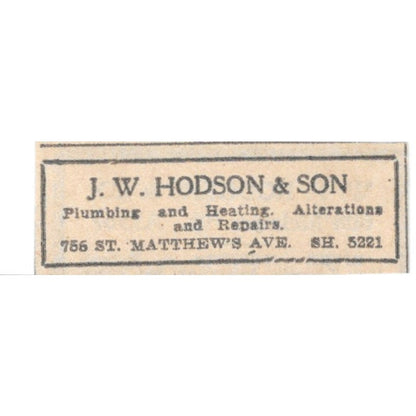 J. W. HODSON & SON
Plumbing and Heating. Alterations
and Repairs.
756 ST. MATTHEW'S AVE. SH. 5221